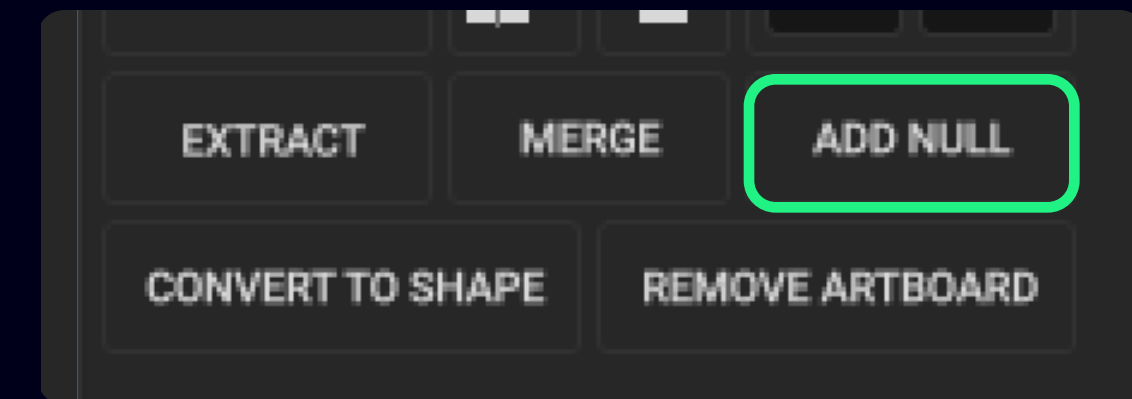 EXTRACT MERGE ADD NULL
CONVERT TO SHAPE REMOVE ARTBOARD